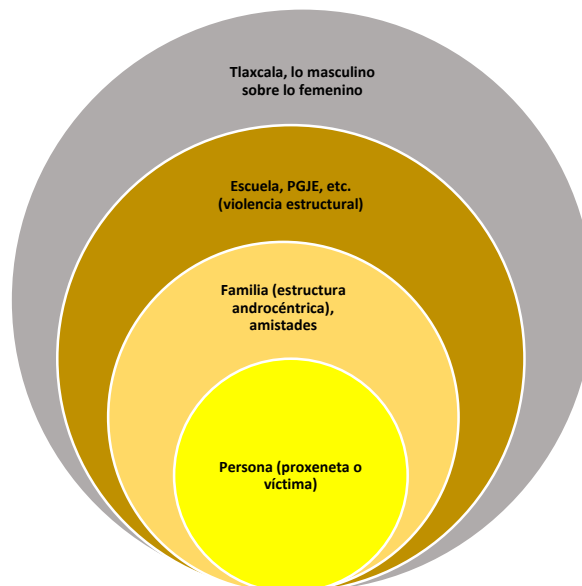 Tlaxcala, lo masculino
sobre lo femenino
Escuela, PGJE, etc.
(violencia estructural)
Familia (estructura
androcéntrica),
amistades
Persona (proxeneta o
víctima)